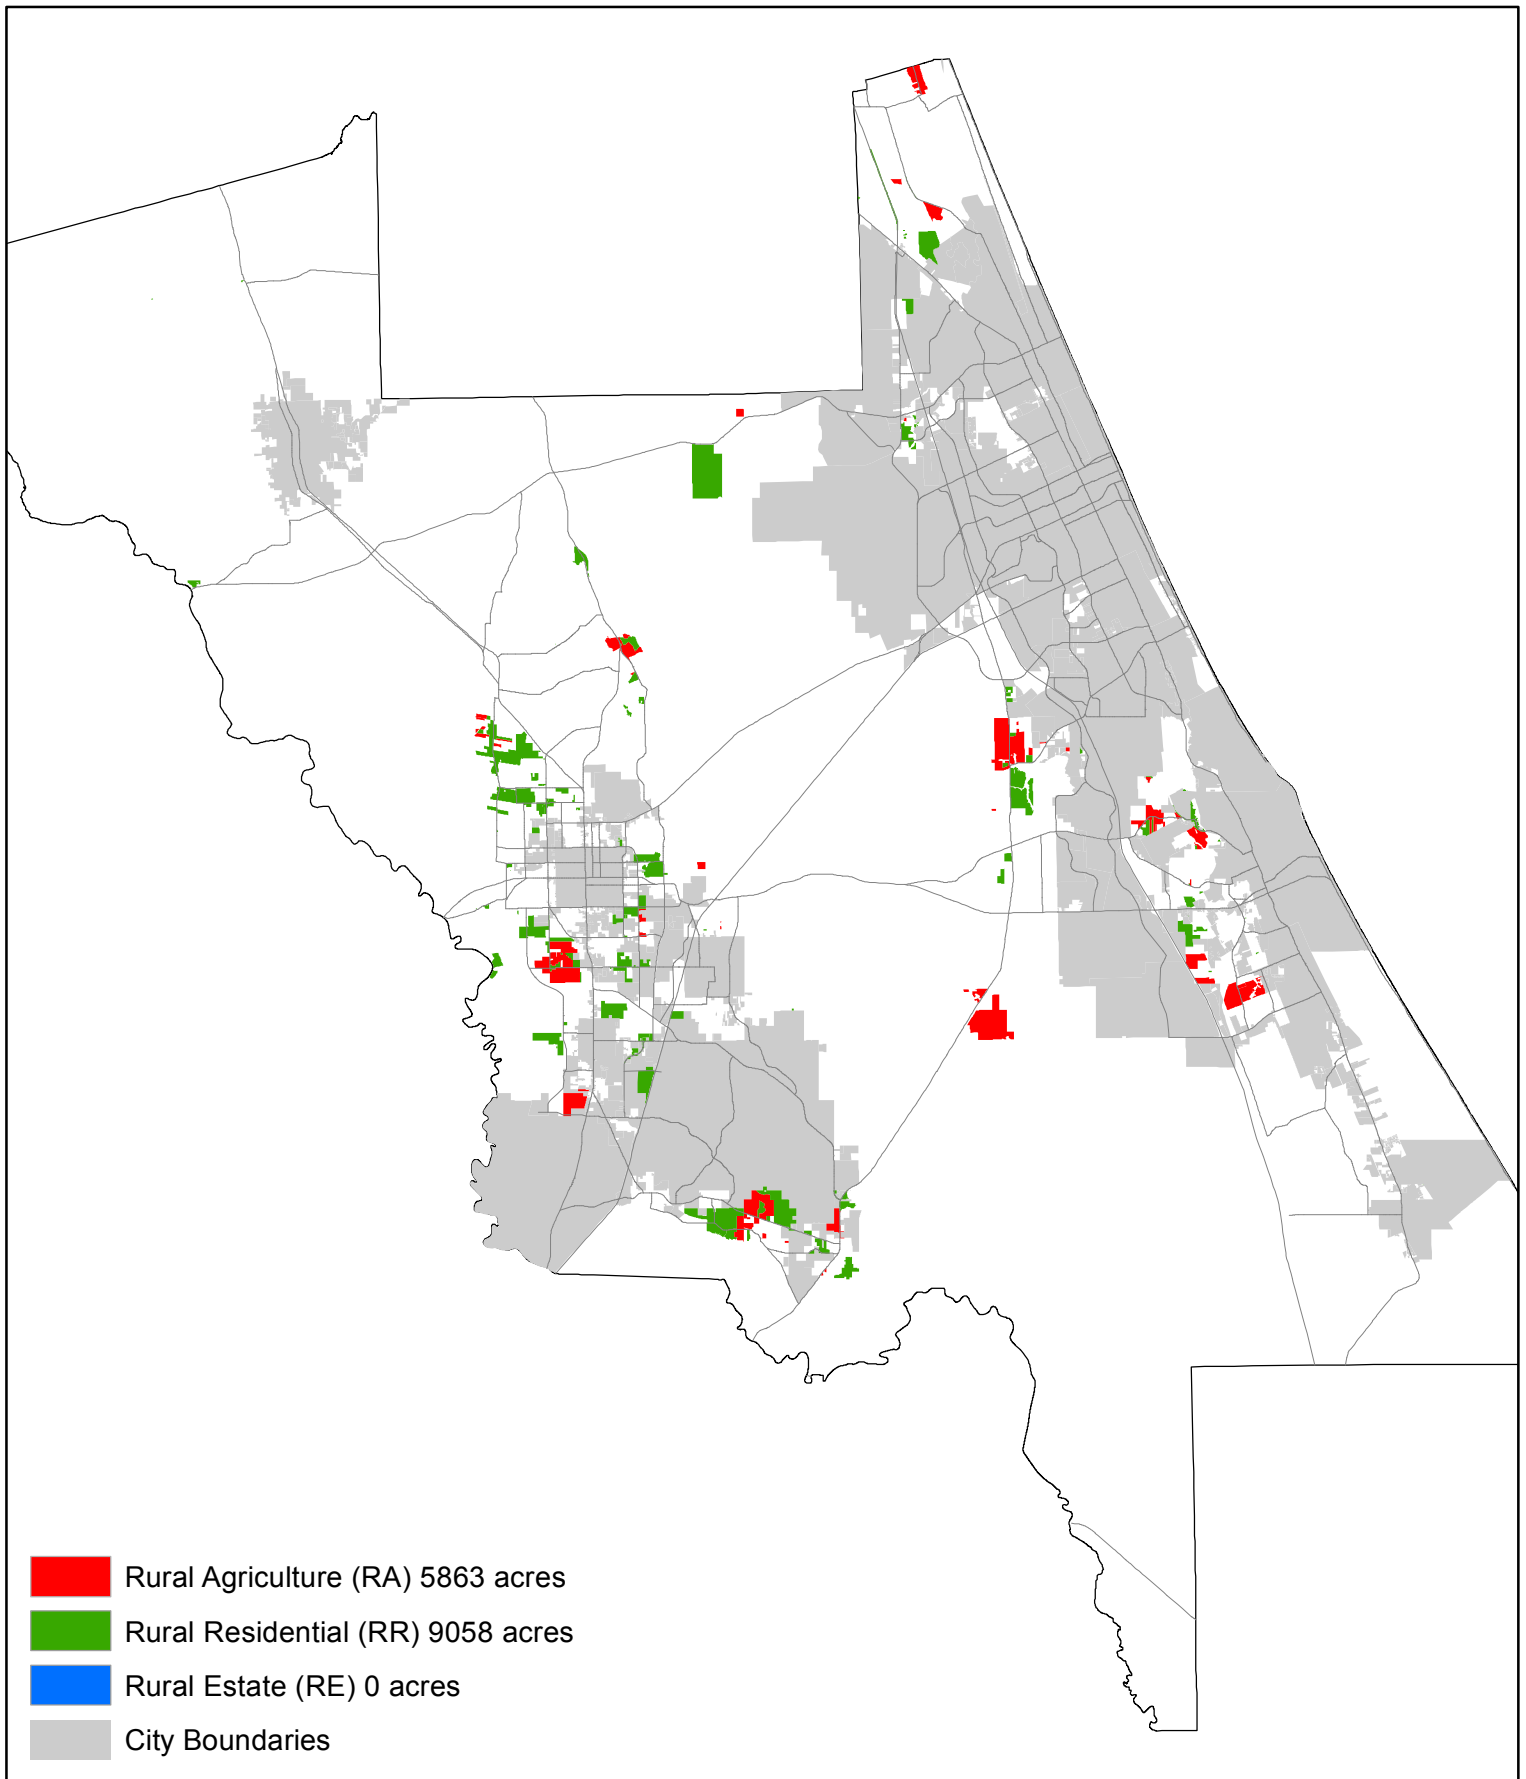 Rural Agriculture (RA) 5863 acres
Rural Residential (RR) 9058 acres
Rural Estate (RE) 0 acres
City Boundaries